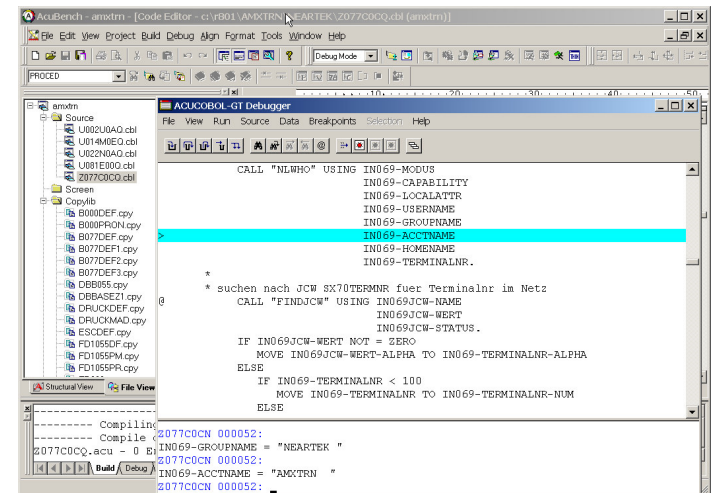 AcuBench - amxtrn - [Code Editor - c:\r801\AMXTRN\NEARTEK\Z077C0CQ.cbl (amxtrn)]
File Edit View Project Build Debug Align Format Tools Window Help
Debug Mode
PROCED
10 20 30 40 50
amxtrn
Source
U002U0AQ.cbl
U014M0EQ.cbl
U022N0AQ.cbl
U081E00Q.cbl
Z077C0CQ.cbl
Screen
Copylib
B000DEF.cpy
B000PRON.cpy
B077DEF.cpy
B077DEF1.cpy
B077DEF2.cpy
B077DEF3.cpy
DBB055.cpy
DBBASEZ1.cpy
DRUCKDEF.cpy
DRUCKMAD.cpy
ESCDEF.cpy
FD1055DF.cpy
FD1055PM.cpy
FD1055PR.cpy
Structural View File View
ACUCOBOL-GT Debugger
File View Run Source Data Breakpoints Selection Help
CALL "NLWHO" USING IN069-MODUS
IN069-CAPABILITY
IN069-LOCALATTR
IN069-USERNAME
IN069-GROUPNAME
> IN069-ACCTNAME
IN069-HOMENAME
IN069-TERMINALNR.
*
* suchen nach JCW SX70TERMNR fuer Terminalnr im Netz
@ CALL "FINDJCW" USING IN069JCW-NAME
IN069JCW-WERT
IN069JCW-STATUS.
IF IN069JCW-WERT NOT = ZERO
MOVE IN069JCW-WERT-ALPHA TO IN069-TERMINALNR-ALPHA
ELSE
IF IN069-TERMINALNR < 100
MOVE IN069-TERMINALNR TO IN069-TERMINALNR-NUM
ELSE
Z077C0CN 000052:
IN069-GROUPNAME = "NEARTEK "
Z077C0CN 000052:
IN069-ACCTNAME = "AMXTRN  "
Z077C0CN 000052:
--------- Compiling
--------- Compile
Z077C0CQ.acu - 0
Build Debug